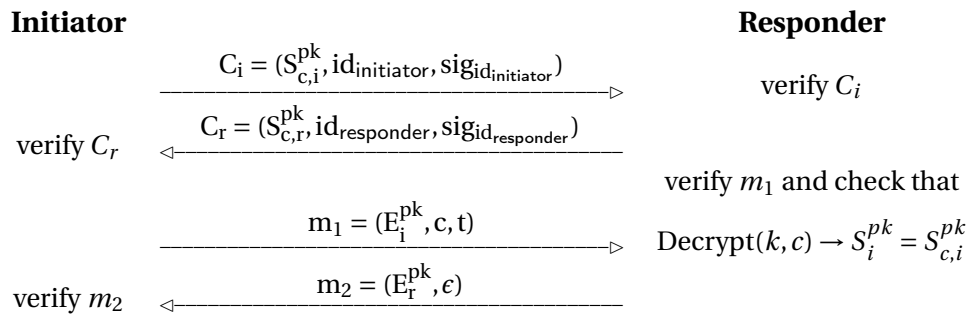 Initiator Responder
C_i = (S_{c,i}^{pk}, id_{initiator}, sig_{id_{initiator}})
verify C_i
C_r = (S_{c,r}^{pk}, id_{responder}, sig_{id_{responder}})
verify C_r
verify m_1 and check that
m_1 = (E_i^{pk}, c, t)
Decrypt(k, c) → S_i^{pk} = S_{c,i}^{pk}
m_2 = (E_r^{pk}, ϵ)
verify m_2